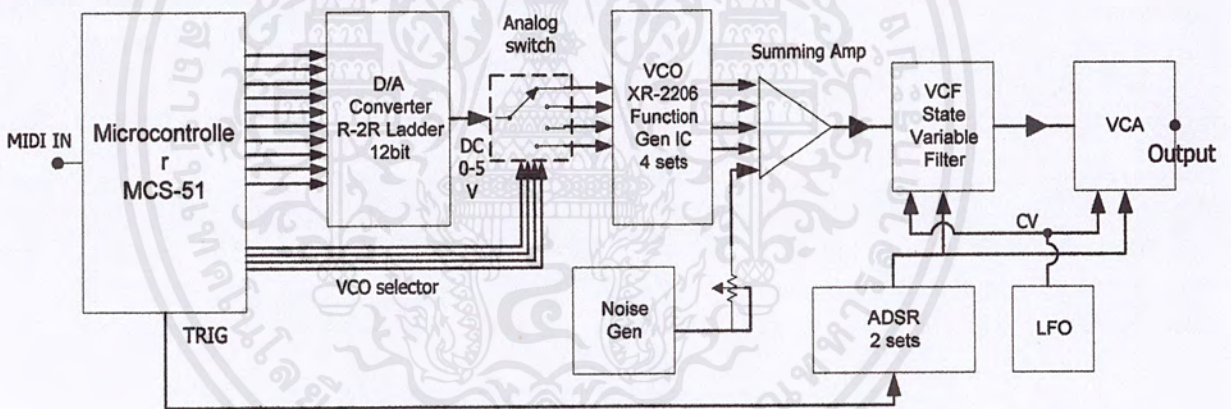 MIDI IN
Microcontrolle
r
MCS-51
D/A
Converter
R-2R Ladder
12bit
Analog
switch
DC
0-5
V
VCO
XR-2206
Function
Gen IC
4 sets
Summing Amp
VCF
State
Variable
Filter
VCA
Output
VCO selector
TRIG
Noise
Gen
CV
ADSR
2 sets
LFO